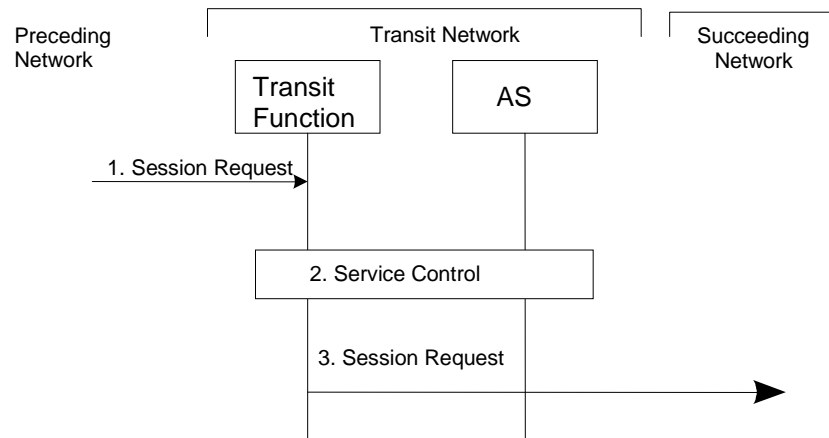 Preceding
Network
Transit Network
Succeeding
Network
Transit
Function
AS
1. Session Request
2. Service Control
3. Session Request